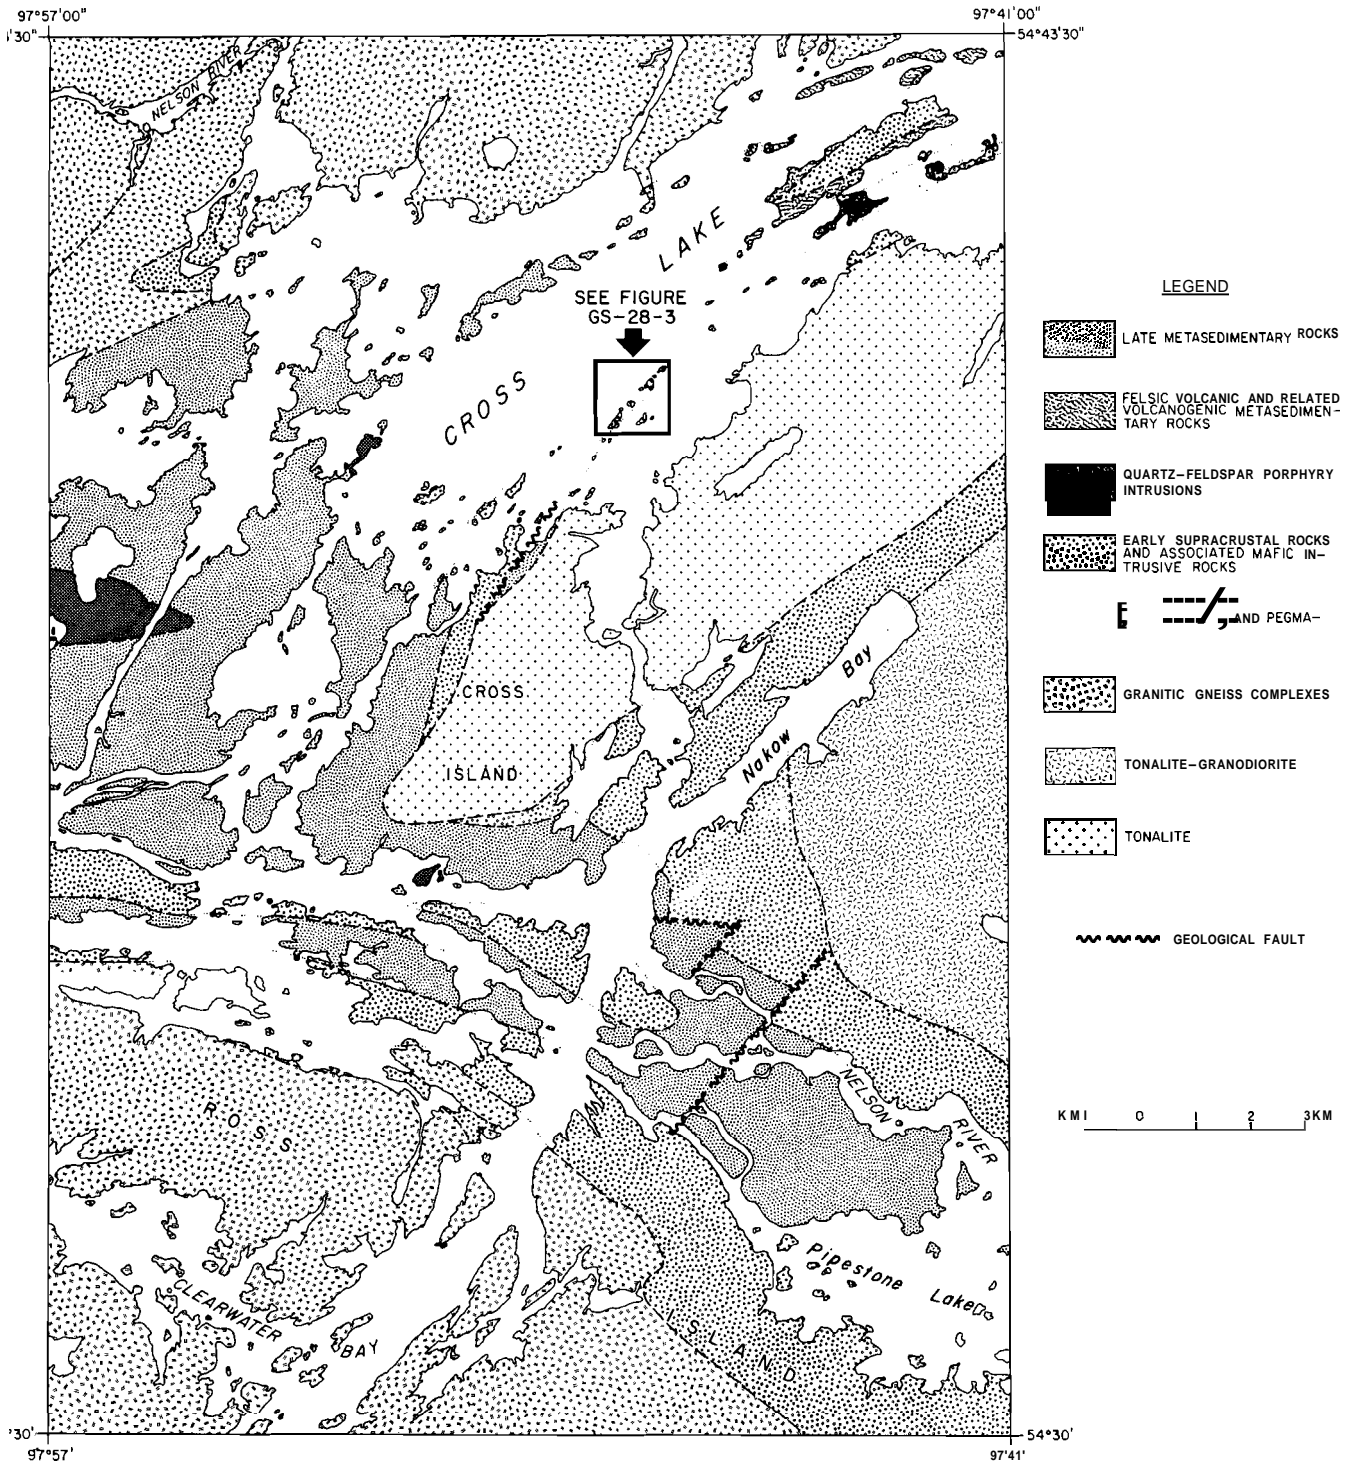 97°57'00"
97°41'00"
'30"
54°43'30"
NELSON RIVER
LAKE
SEE FIGURE
GS-28-3
CROSS
CROSS
ISLAND
Bay
Nakow
NELSON
RIVER
ROSS
ISLAND
Pipestone
Lake
CLEARWATER
BAY
'30'
54°30'
97°57'
97°41'
LEGEND
LATE METASEDIMENTARY ROCKS
FELSIC VOLCANIC AND RELATED
VOLCANOGENIC METASEDIMEN-
TARY ROCKS
QUARTZ-FELDSPAR PORPHYRY
INTRUSIONS
EARLY SUPRACRUSTAL ROCKS
AND ASSOCIATED MAFIC IN-
TRUSIVE ROCKS
AND PEGMA-
GRANITIC GNEISS COMPLEXES
TONALITE-GRANODIORITE
TONALITE
GEOLOGICAL FAULT
KM1 0 1 2 3KM